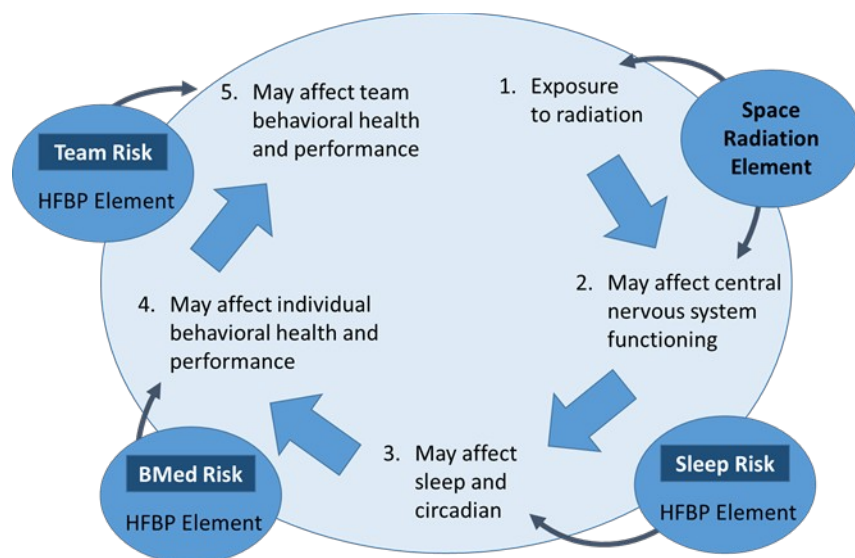 1. Exposure
to radiation
Space
Radiation
Element
2. May affect central
nervous system
functioning
Sleep Risk
HFBP Element
3. May affect
sleep and
circadian
BMed Risk
HFBP Element
4. May affect individual
behavioral health and
performance
Team Risk
HFBP Element
5. May affect team
behavioral health
and performance